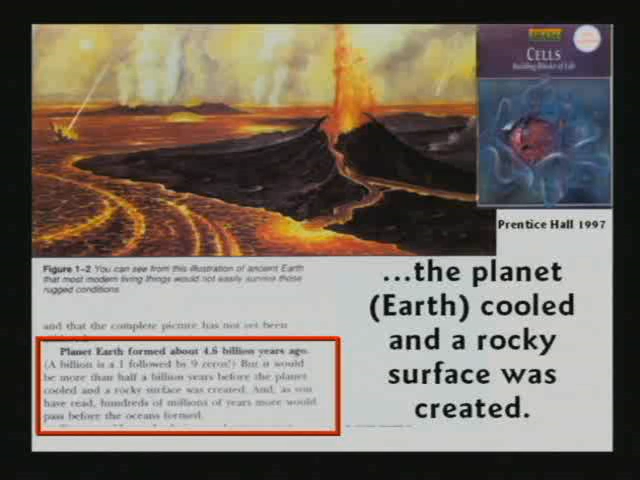 CELLS
Building Blocks of Life
Prentice Hall 1997
Figure 1–2 You can see from this illustration of ancient Earth
that most modern living things would not easily survive those
rugged conditions.
and that the complete picture has not yet been
Planet Earth formed about 4.6 billion years ago.
(A billion is a 1 followed by 9 zeros!) But it would
be more than half a billion years before the planet
cooled and a rocky surface was created. And, as you
have read, hundreds of millions of years more would
pass before the oceans formed.
...the planet
(Earth) cooled
and a rocky
surface was
created.